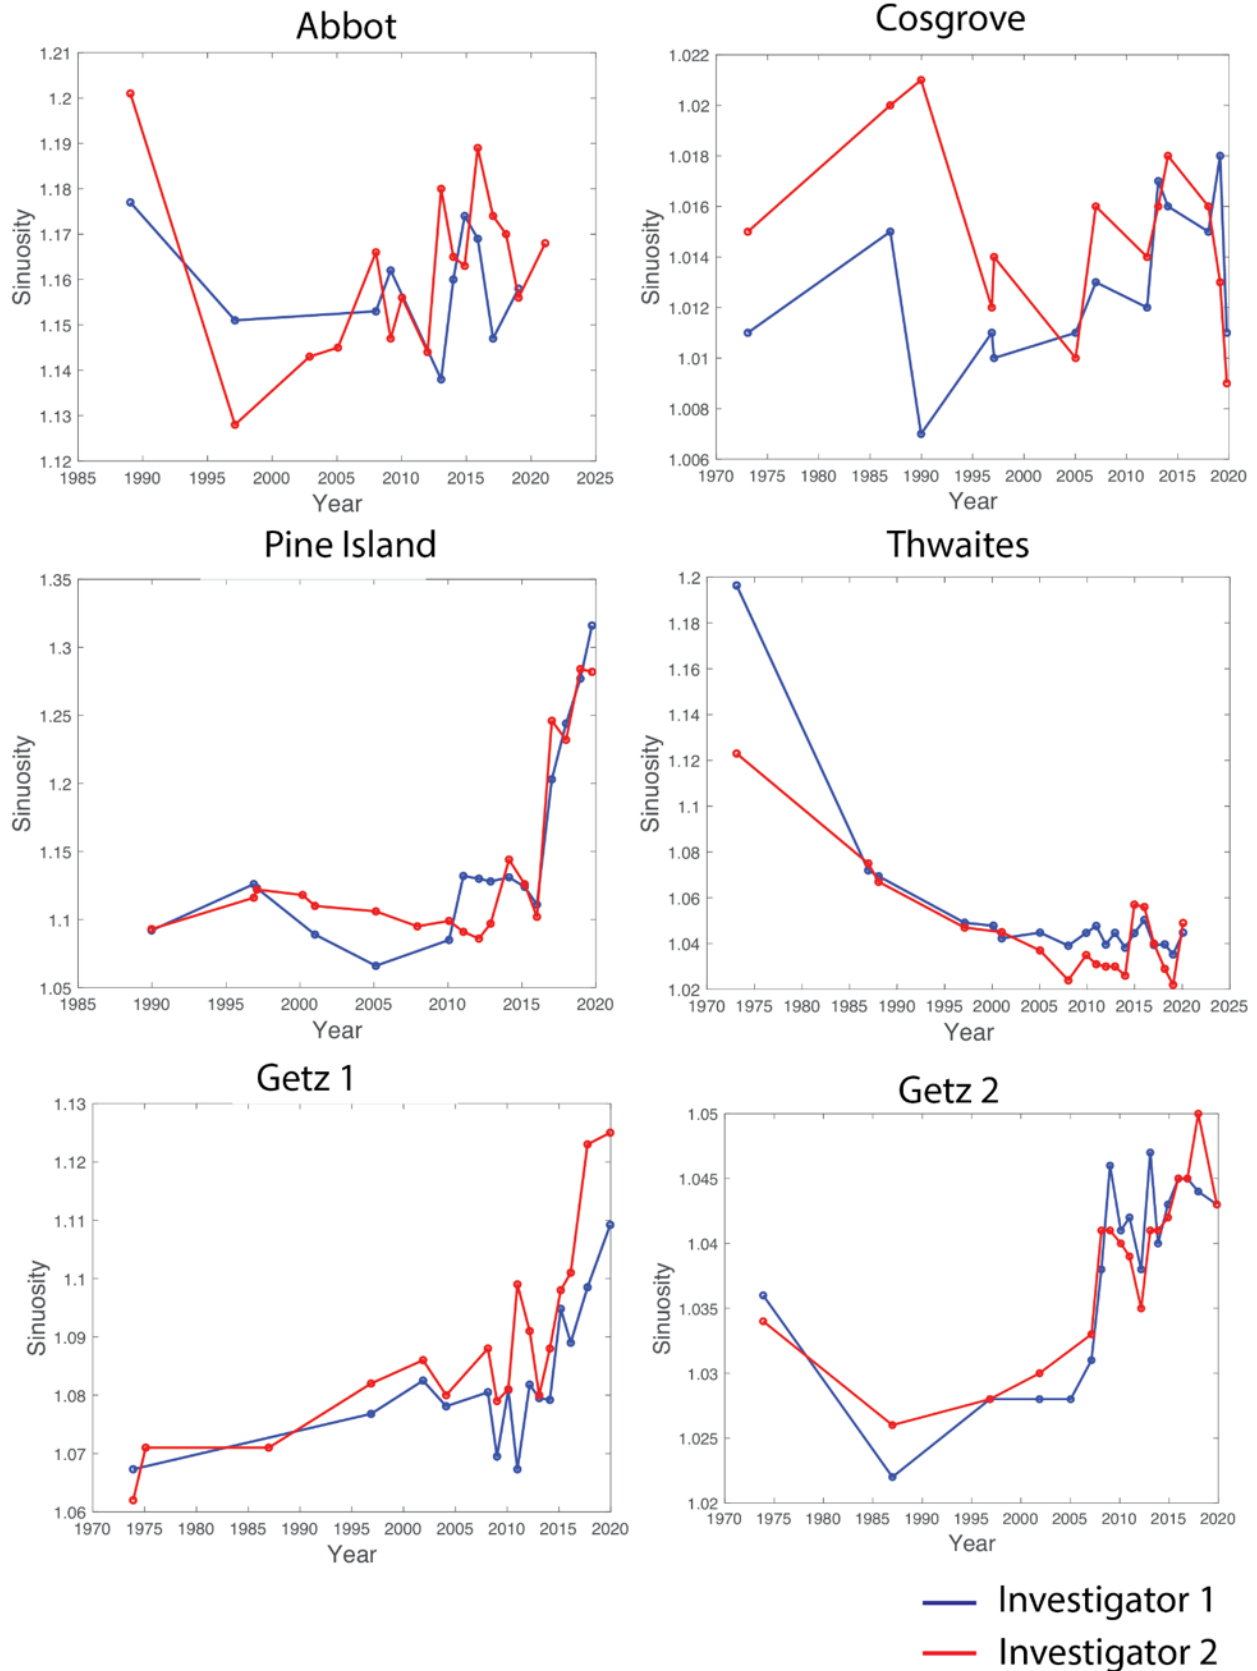 Abbot
1.21
1.2
1.19
1.18
1.17
1.16
1.15
1.14
1.13
1.12
Sinuosity
1985 1990 1995 2000 2005 2010 2015 2020 2025
Year
Cosgrove
1.022
1.02
1.018
1.016
1.014
1.012
1.01
1.008
1.006
Sinuosity
1970 1975 1980 1985 1990 1995 2000 2005 2010 2015 2020
Year
Pine Island
1.35
1.3
1.25
1.2
1.15
1.1
1.05
Sinuosity
1985 1990 1995 2000 2005 2010 2015 2020
Year
Thwaites
1.2
1.18
1.16
1.14
1.12
1.1
1.08
1.06
1.04
1.02
Sinuosity
1970 1975 1980 1985 1990 1995 2000 2005 2010 2015 2020 2025
Year
Getz 1
1.13
1.12
1.11
1.1
1.09
1.08
1.07
1.06
Sinuosity
1970 1975 1980 1985 1990 1995 2000 2005 2010 2015 2020
Year
Getz 2
1.05
1.045
1.04
1.035
1.03
1.025
1.02
Sinuosity
1970 1975 1980 1985 1990 1995 2000 2005 2010 2015 2020
Year
Investigator 1
Investigator 2